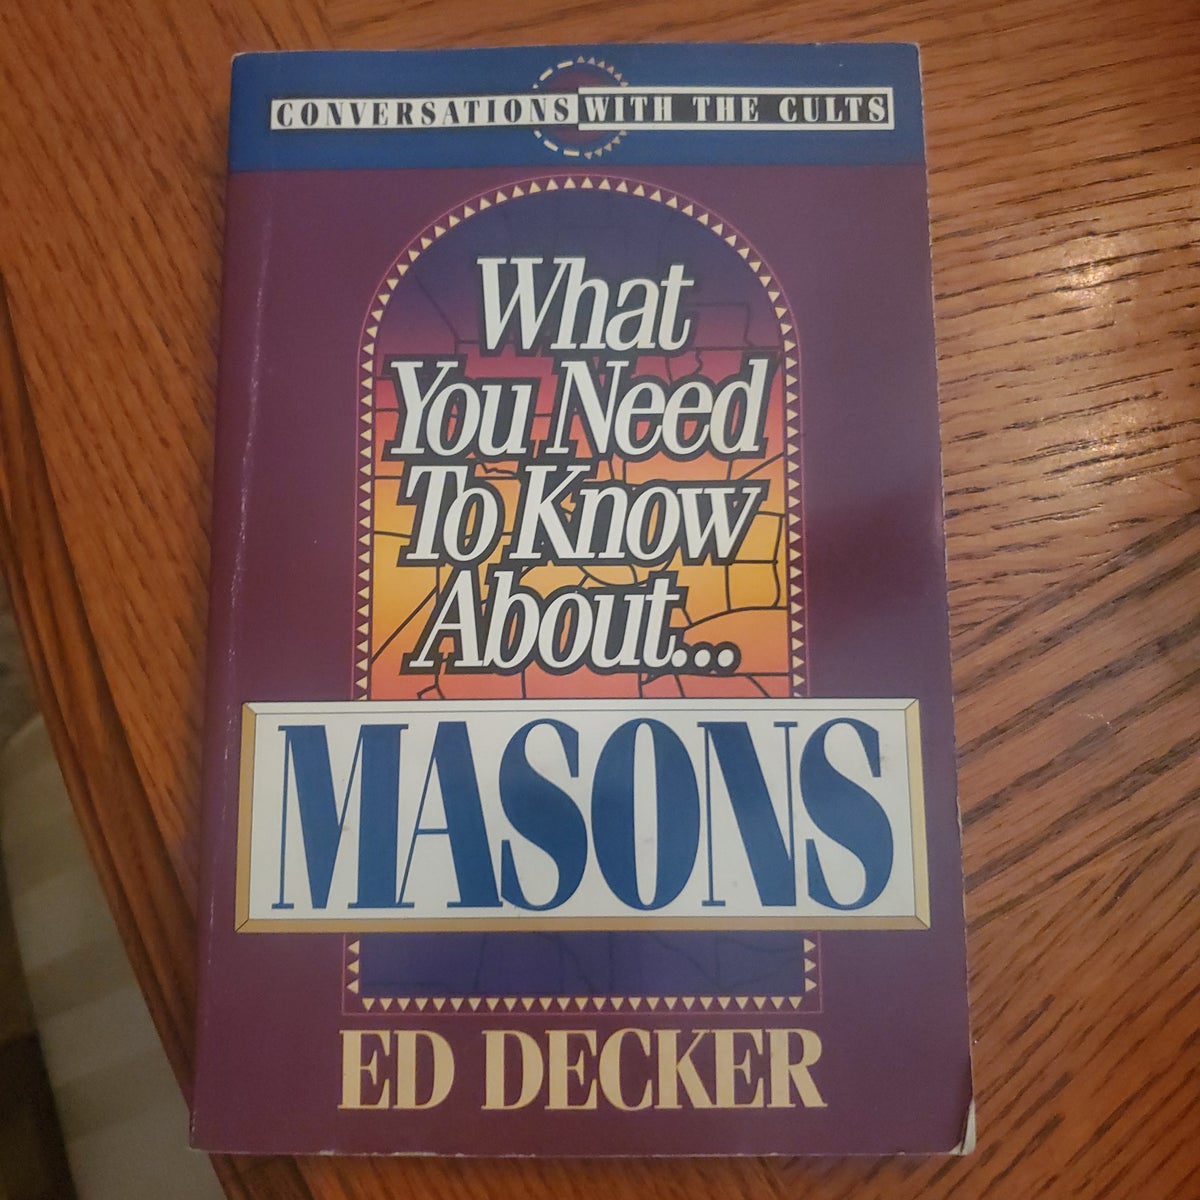 CONVERSATIONS WITH THE CULTS
What
You Need
To Know
About...
MASONS
ED DECKER